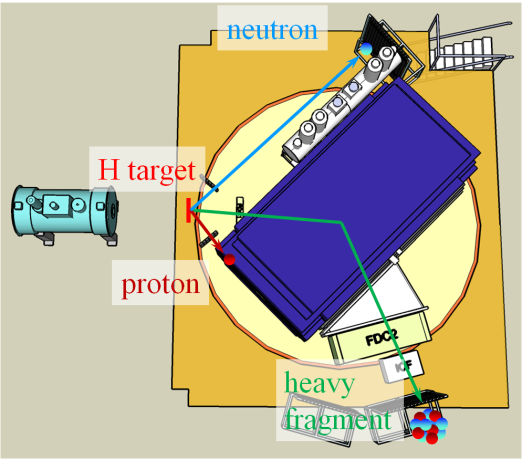 neutron
H target
proton
FDC2
ICF
heavy
fragment